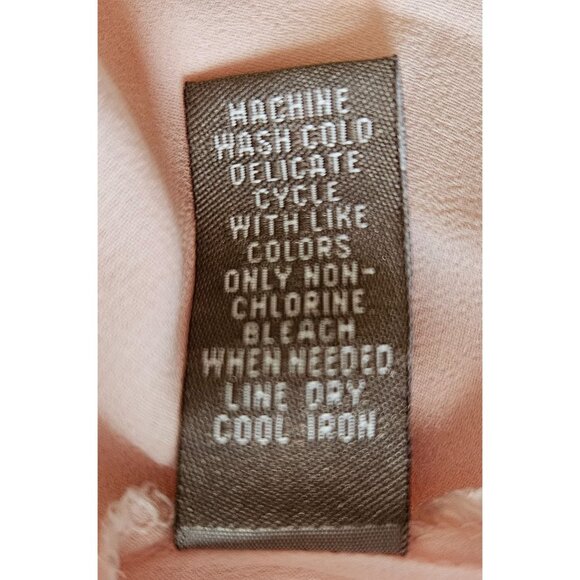 MACHINE
WASH COLD
DELICATE
CYCLE
WITH LIKE
COLORS
ONLY NON-
CHLORINE
BLEACH
WHEN NEEDED
LINE DRY
COOL IRON